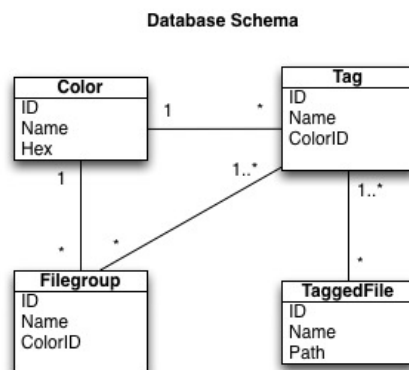 Database Schema
Color
ID
Name
Hex
1
*
Tag
ID
Name
ColorID
1
1..*
1..*
*
*
*
Filegroup
ID
Name
ColorID
TaggedFile
ID
Name
Path